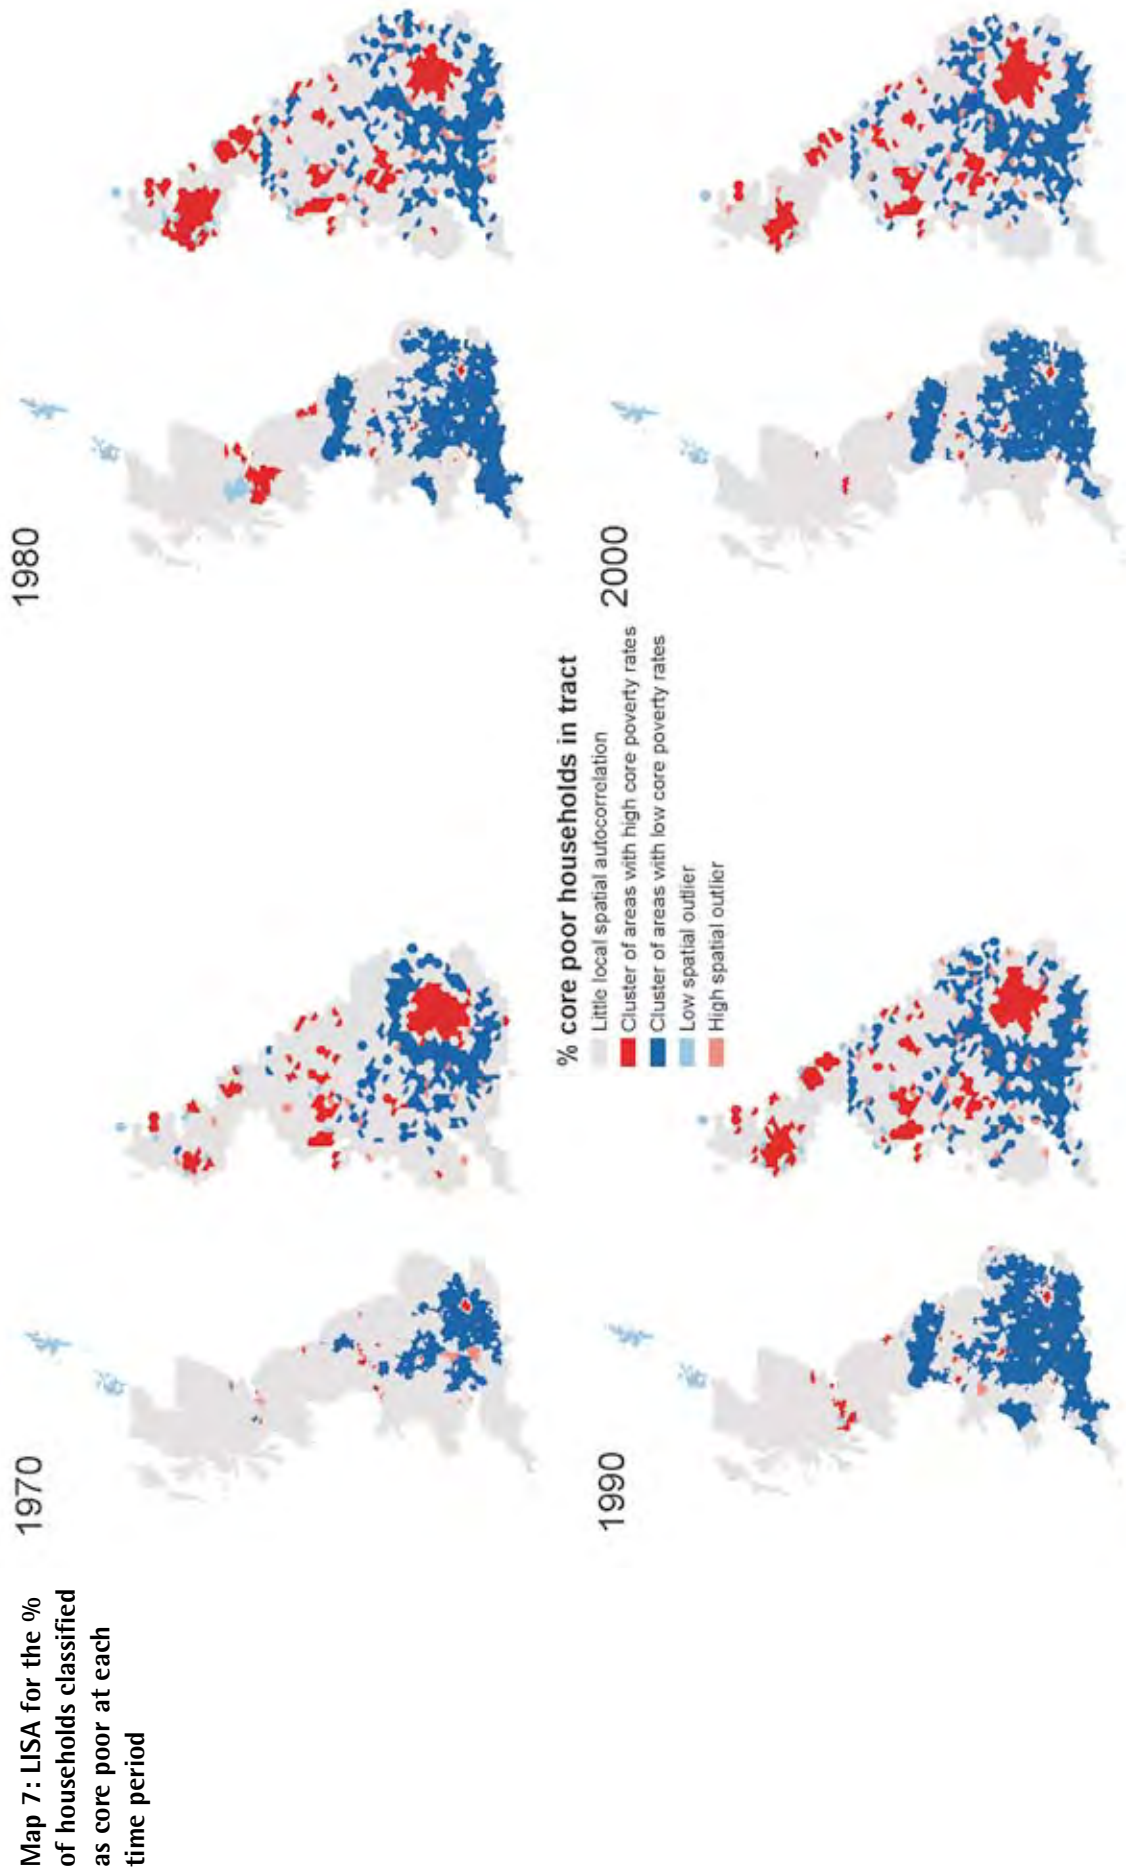 Map 7: LISA for the %
of households classified
as core poor at each
time period
1970
1980
% core poor households in tract
Little local spatial autocorrelation
Cluster of areas with high core poverty rates
Cluster of areas with low core poverty rates
Low spatial outlier
High spatial outlier
1990
2000